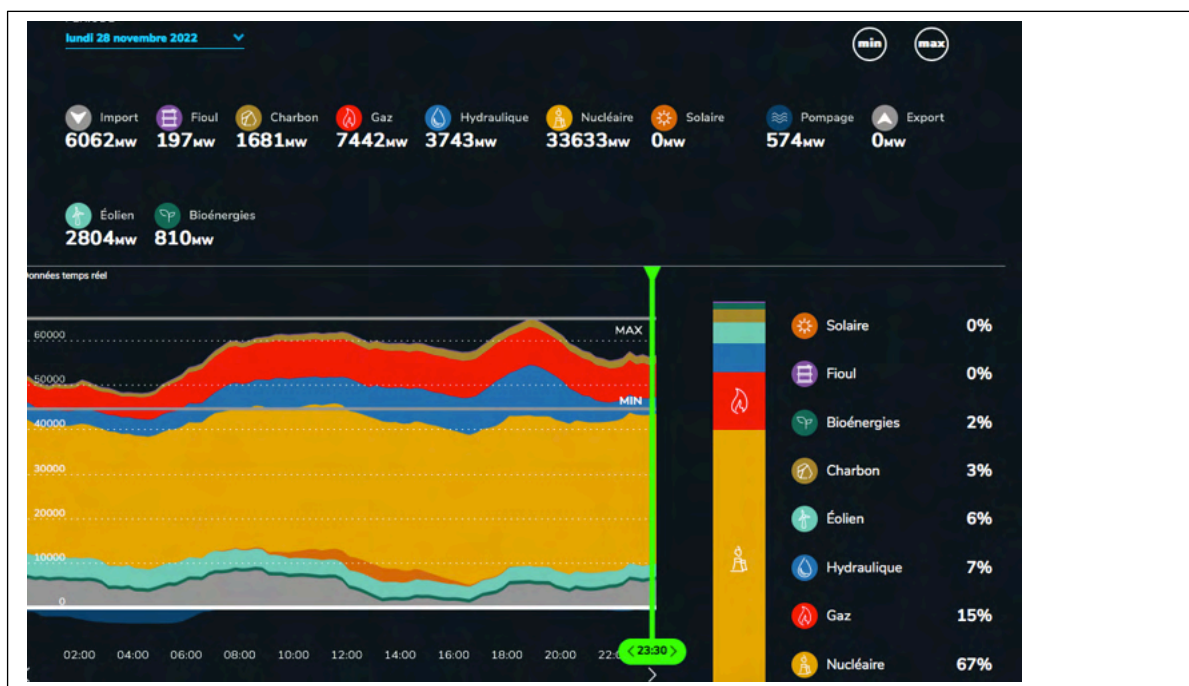 lundi 28 novembre 2022
min max
Import Fioul Charbon Gaz Hydraulique Nucléaire Solaire Pompage Export
6062MW 197MW 1681MW 7442MW 3743MW 33633MW 0MW 574MW 0MW
Éolien Bioénergies
2804MW 810MW
Données temps réel
MAX
60000
50000
MIN
40000
30000
20000
10000
0
02:00 04:00 06:00 08:00 10:00 12:00 14:00 16:00 18:00 20:00 22:0
23:30
Solaire 0%
Fioul 0%
Bioénergies 2%
Charbon 3%
Éolien 6%
Hydraulique 7%
Gaz 15%
Nucléaire 67%